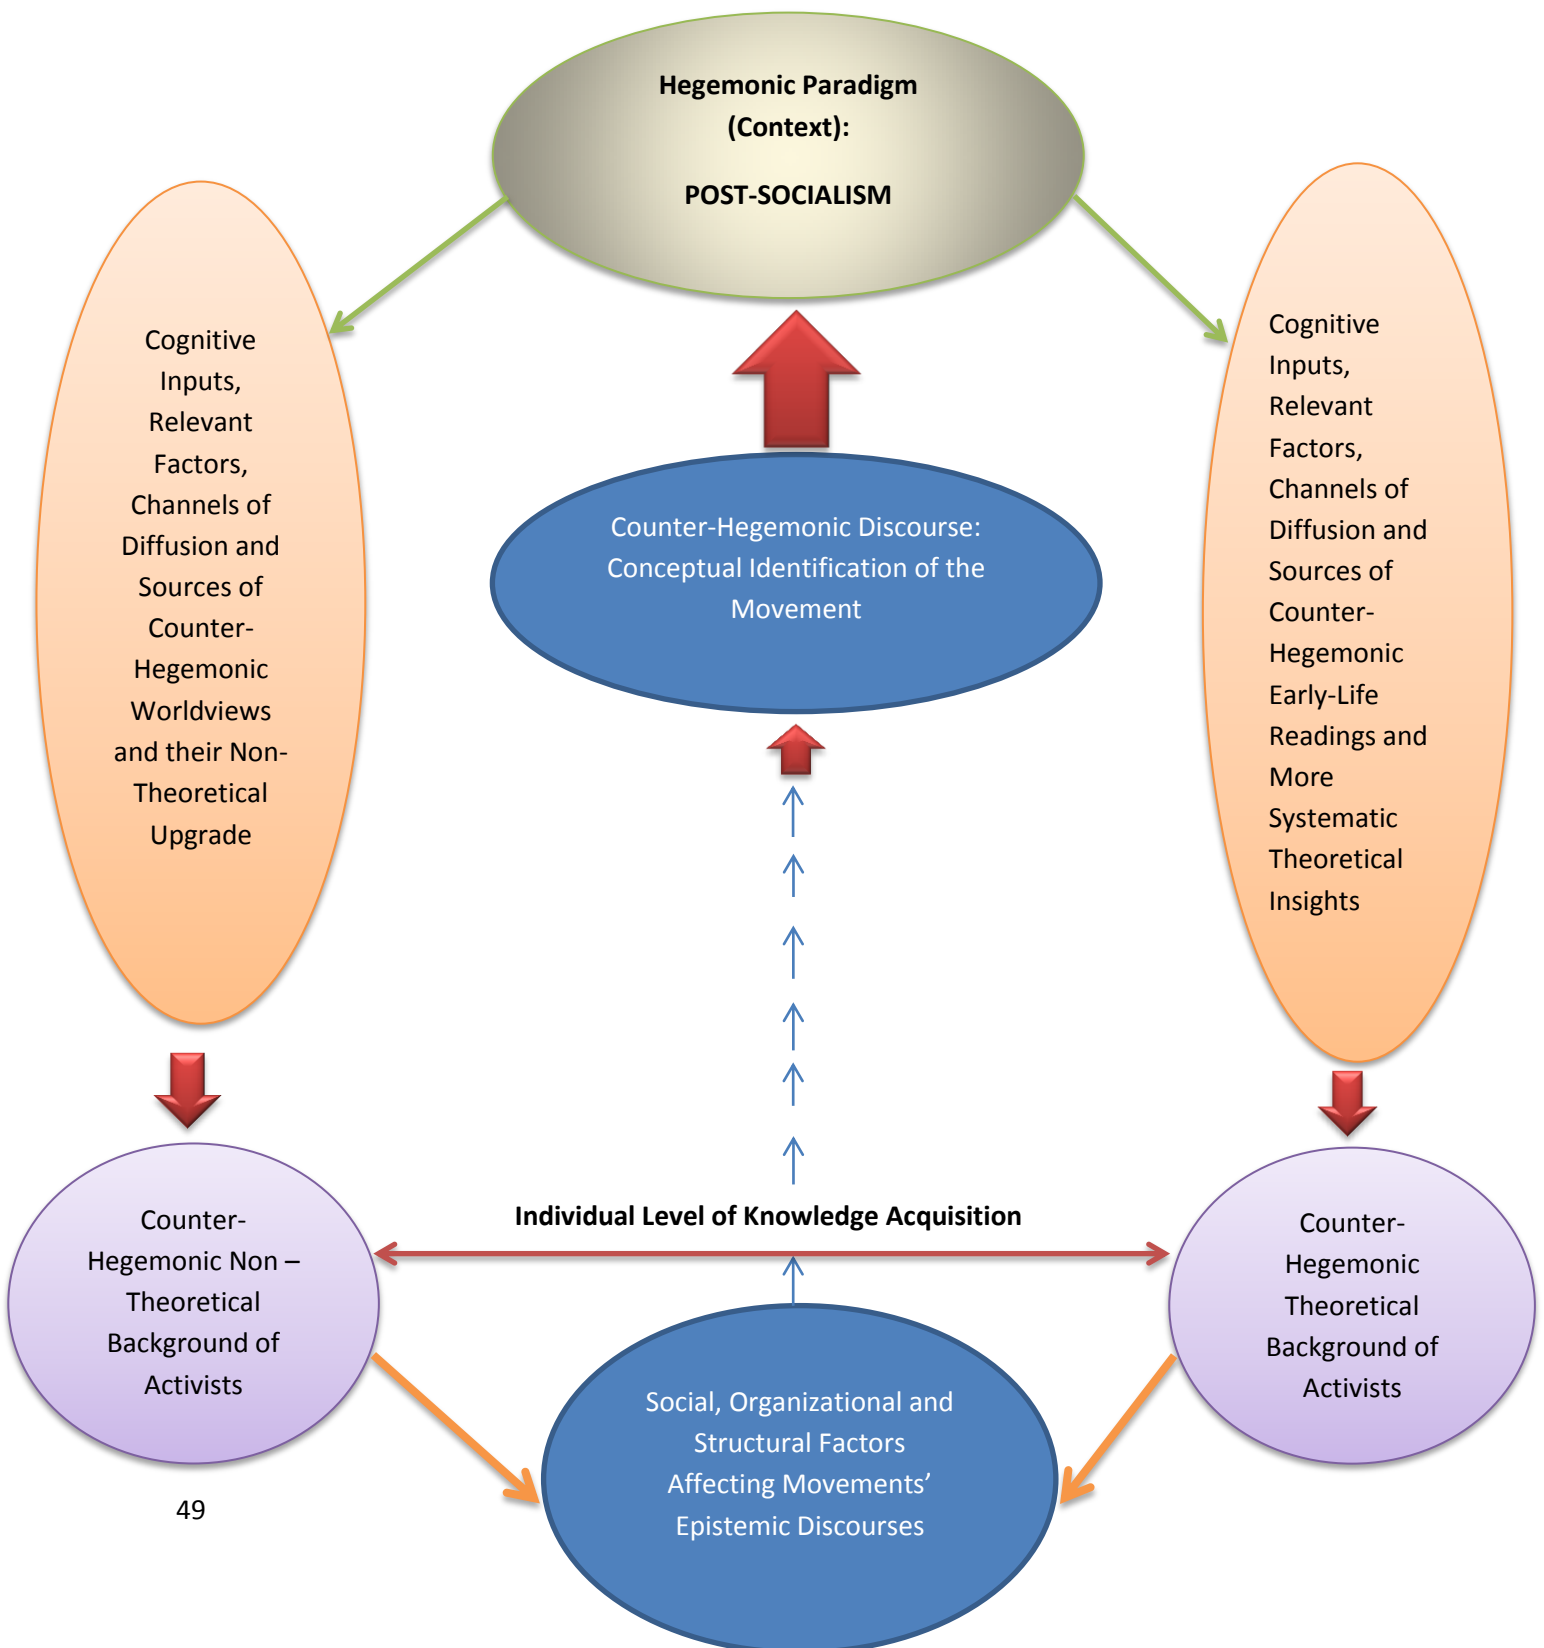 Hegemonic Paradigm
(Context):
POST-SOCIALISM
Cognitive
Inputs,
Relevant
Factors,
Channels of
Diffusion and
Sources of
Counter-
Hegemonic
Worldviews
and their Non-
Theoretical
Upgrade
Counter-Hegemonic Discourse:
Conceptual Identification of the
Movement
Cognitive
Inputs,
Relevant
Factors,
Channels of
Diffusion and
Sources of
Counter-
Hegemonic
Early-Life
Readings and
More
Systematic
Theoretical
Insights
Counter-
Hegemonic Non –
Theoretical
Background of
Activists
Individual Level of Knowledge Acquisition
Counter-
Hegemonic
Theoretical
Background of
Activists
Social, Organizational and
Structural Factors
Affecting Movements’
Epistemic Discourses
49